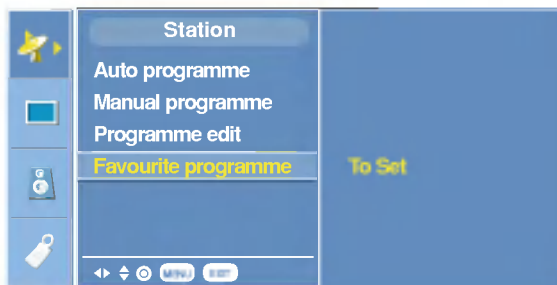 Station
Auto programme
Manual programme
Programme edit
Favourite programme To Set
MENU EXIT